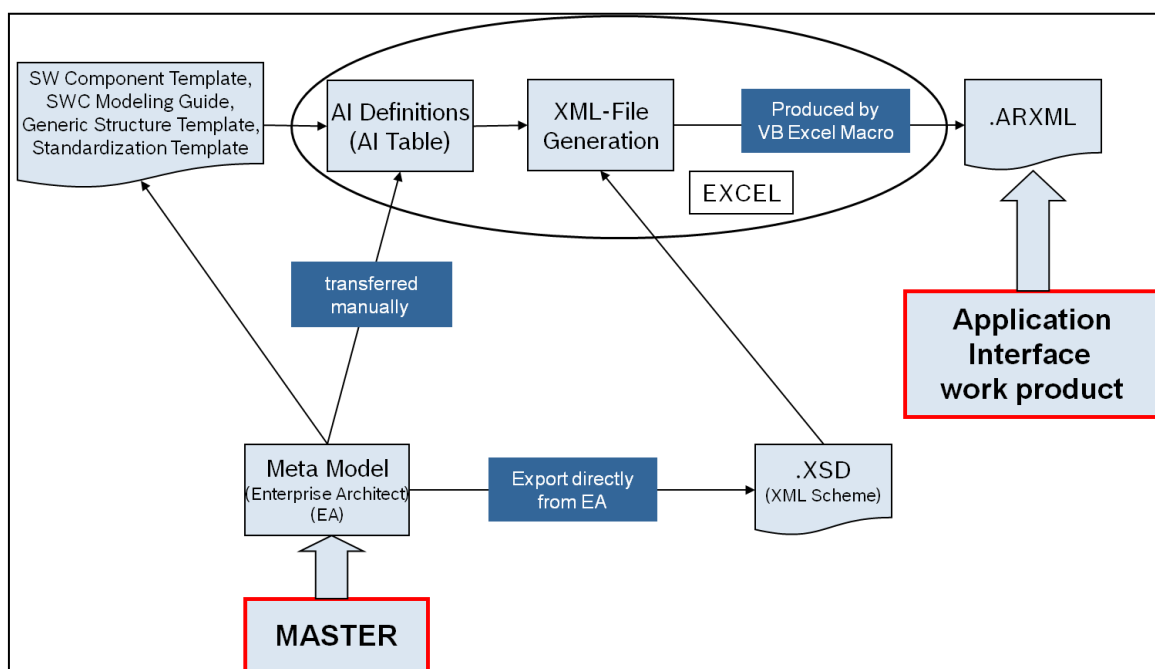 SW Component Template,
SWC Modeling Guide,
Generic Structure Template,
Standardization Template
AI Definitions
(AI Table)
XML-File
Generation
Produced by
VB Excel Macro
.ARXML
EXCEL
transferred
manually
Application
Interface
work product
Meta Model
(Enterprise Architect)
(EA)
Export directly
from EA
.XSD
(XML Scheme)
MASTER